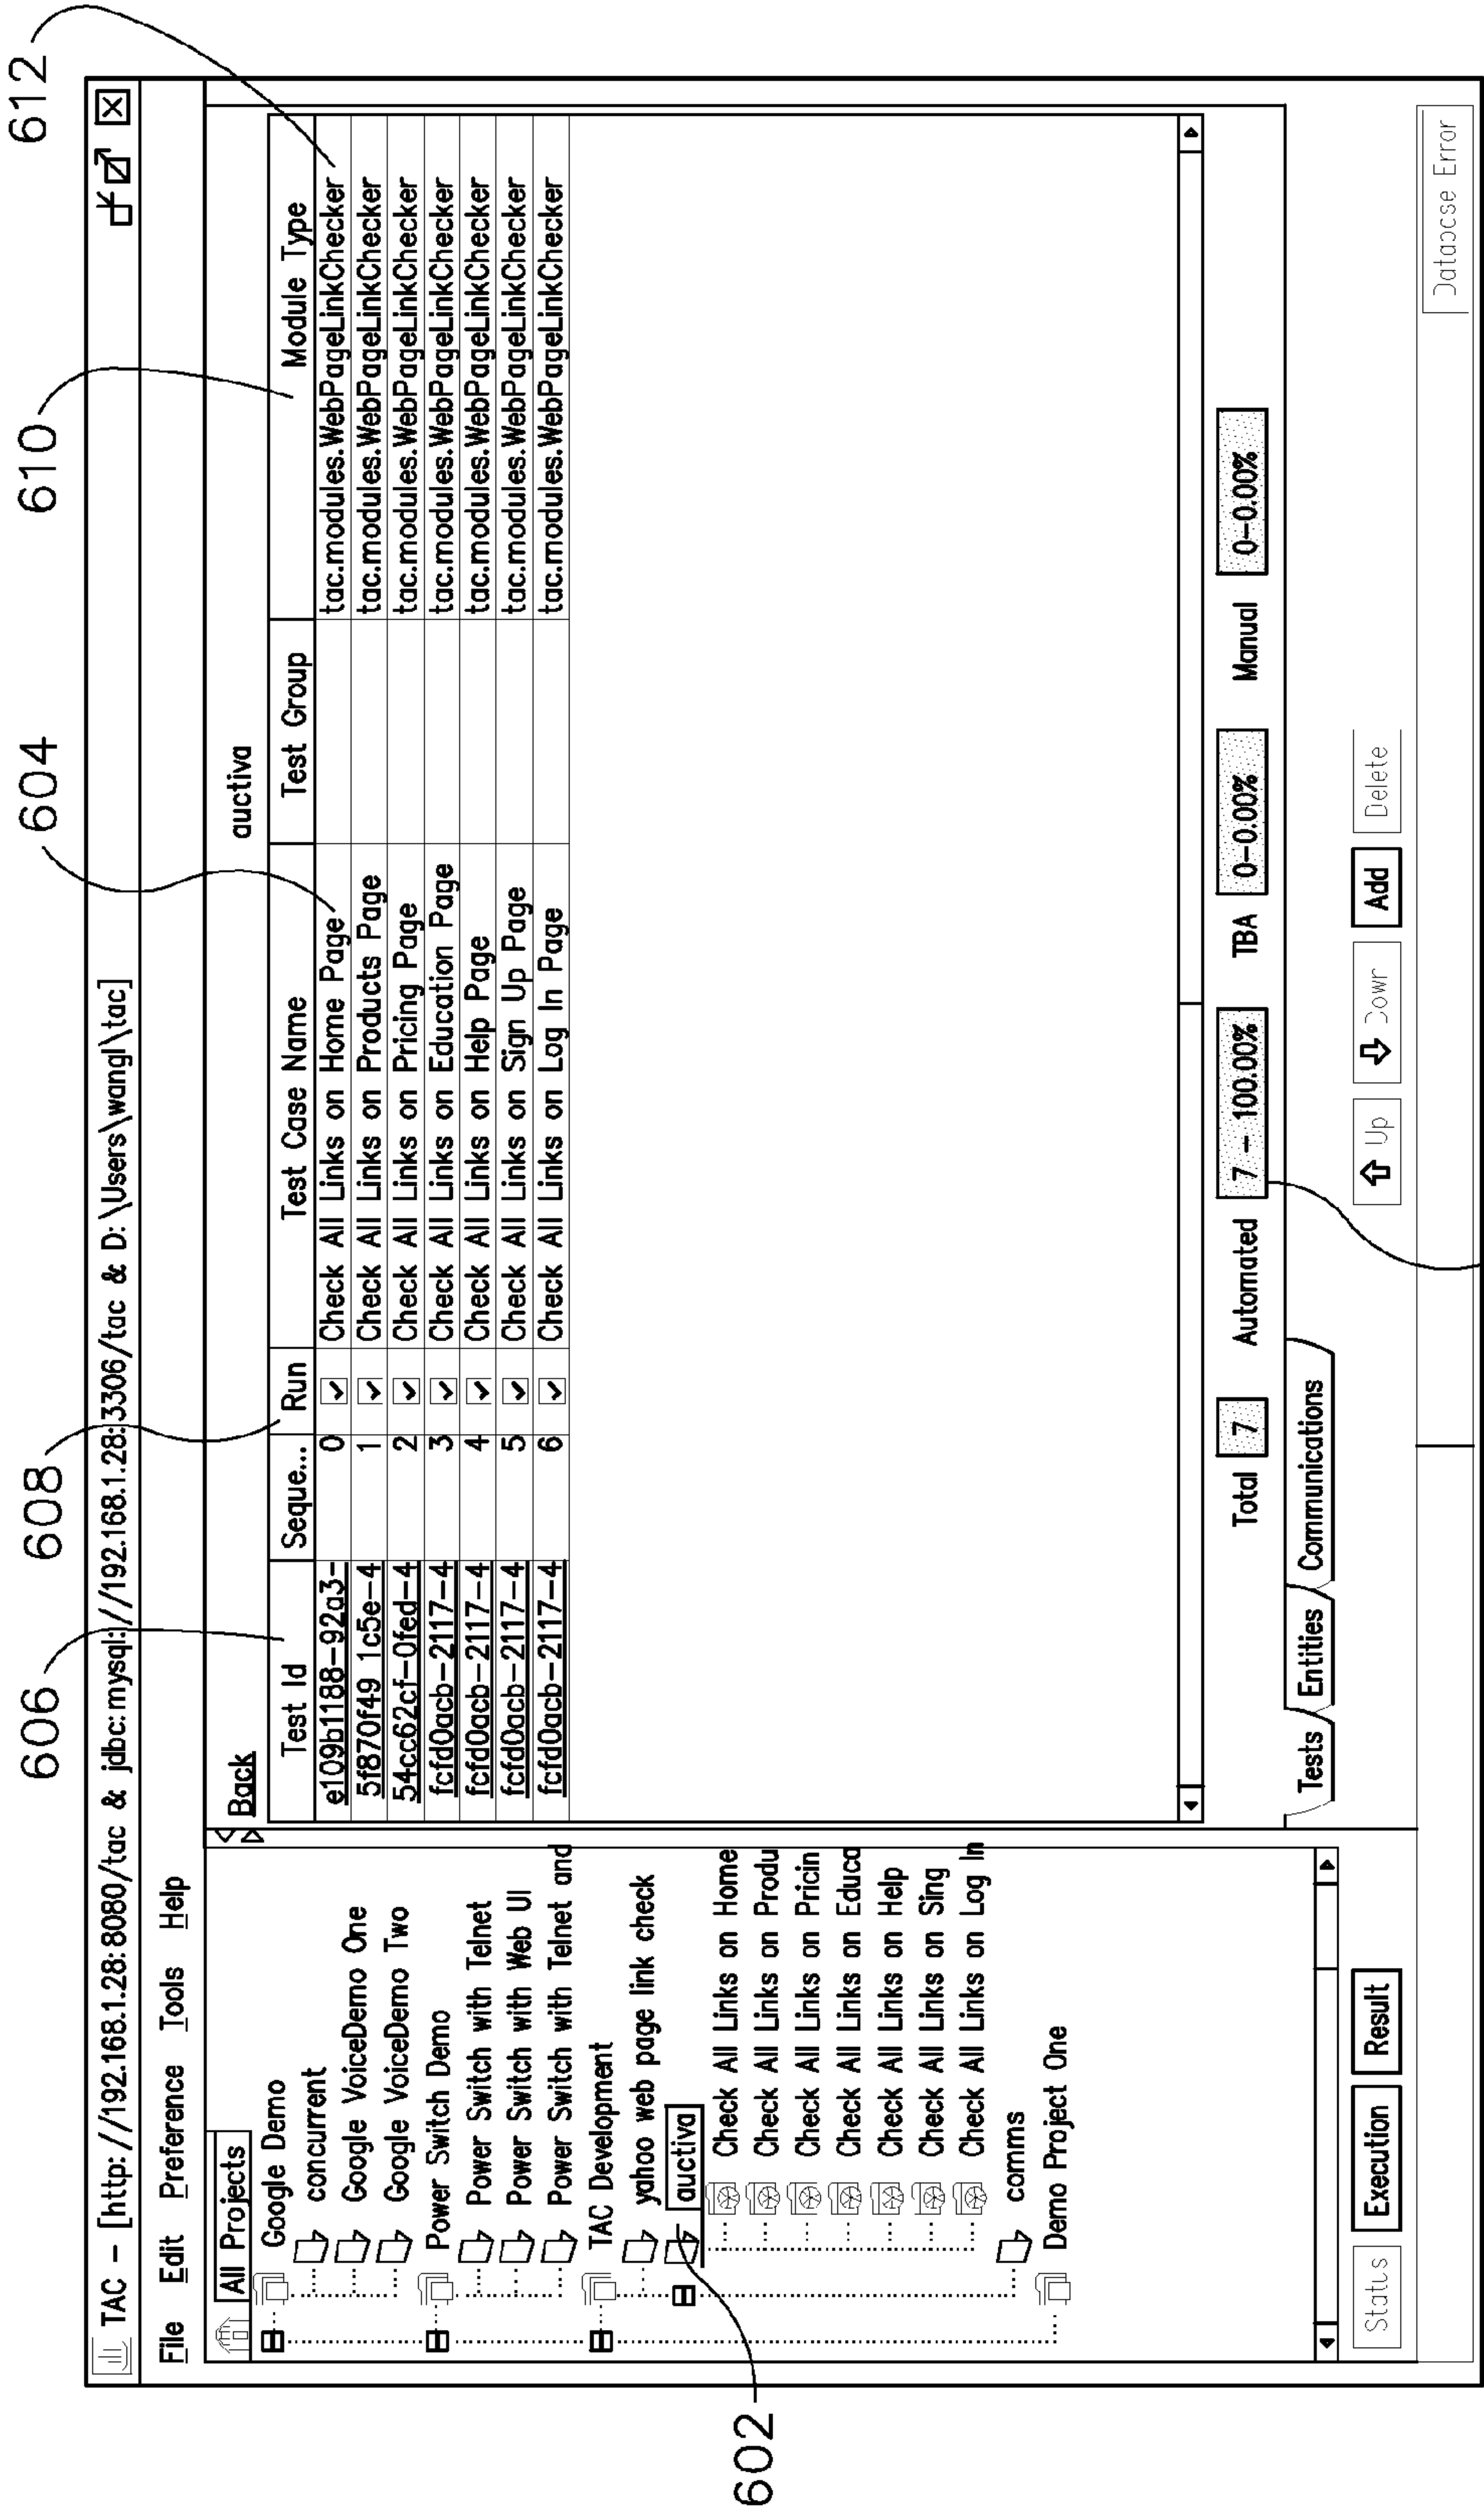 606
608
604
610
612
TAC - [http: //192.168.1.28: 8080/tac & jdbc: mysql: //192.168.1.28: 3306/tac & D: \Users\wangl\tac]
File Edit Preference Tools Help
All Projects
Google Demo
concurrent
Google VoiceDemo One
Google VoiceDemo Two
Power Switch Demo
Power Switch with Telnet
Power Switch with Web UI
Power Switch with Telnet and
TAC Development
yahoo web page link check
auctiva
Check All Links on Home
Check All Links on Produ
Check All Links on Pricin
Check All Links on Educa
Check All Links on Help
Check All Links on Sing
Check All Links on Log In
comms
Demo Project One
602
Status Execution Result
Back auctiva
Test Id Seque... Run Test Case Name Test Group Module Type
e109b1188-92a3- 0 Check All Links on Home Page tac.modules.WebPageLinkChecker
5f870f49 1c5e-4 1 Check All Links on Products Page tac.modules.WebPageLinkChecker
54cc62cf-0fed-4 2 Check All Links on Pricing Page tac.modules.WebPageLinkChecker
fcfd0acb-2117-4 3 Check All Links on Education Page tac.modules.WebPageLinkChecker
fcfd0acb-2117-4 4 Check All Links on Help Page tac.modules.WebPageLinkChecker
fcfd0acb-2117-4 5 Check All Links on Sign Up Page tac.modules.WebPageLinkChecker
fcfd0acb-2117-4 6 Check All Links on Log In Page tac.modules.WebPageLinkChecker
Total 7 Automated 7 - 100.00% TBA 0-0.00% Manual 0-0.00%
Tests Entities Communications
Up Dowr Add Delete
Datapcse Error